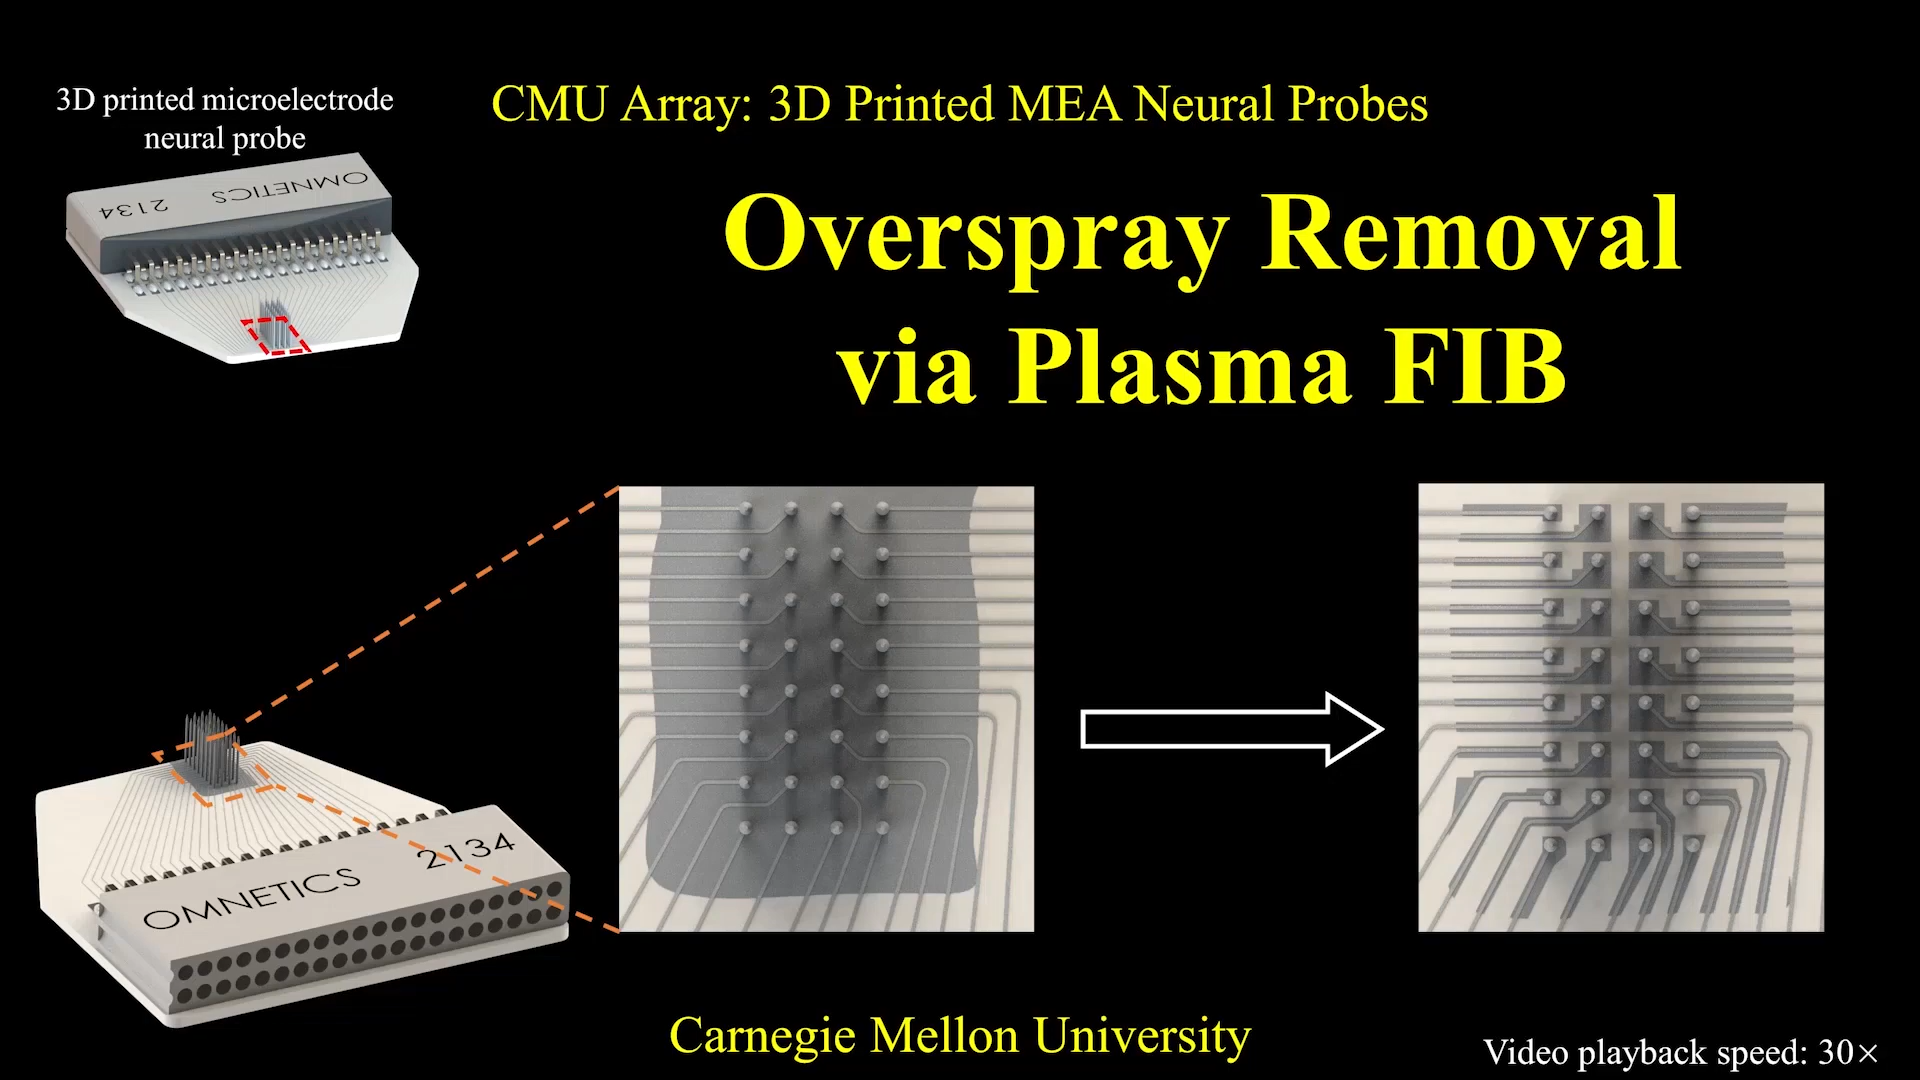 3D printed microelectrode
neural probe
CMU Array: 3D Printed MEA Neural Probes
OMNETICS
2134
Overspray Removal
via Plasma FIB
OMNETICS 2134
Carnegie Mellon University
Video playback speed: 30×